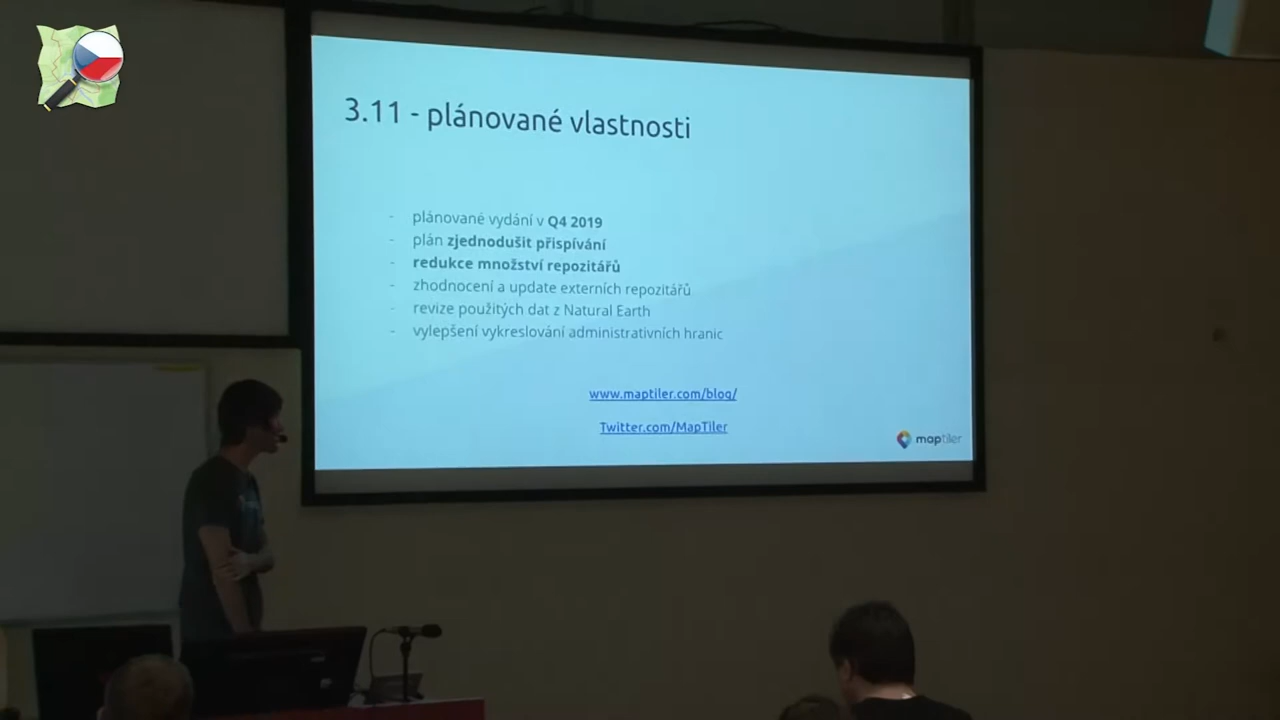 3.11 - plánované vlastnosti
- plánované vydání v Q4 2019
- plán zjednodušit přispívání
- redukce množství repozitářů
- zhodnocení a update externích repozitářů
- revize použitých dat z Natural Earth
- vylepšení vykreslování administrativních hranic
www.maptiler.com/blog/
Twitter.com/MapTiler
maptiler